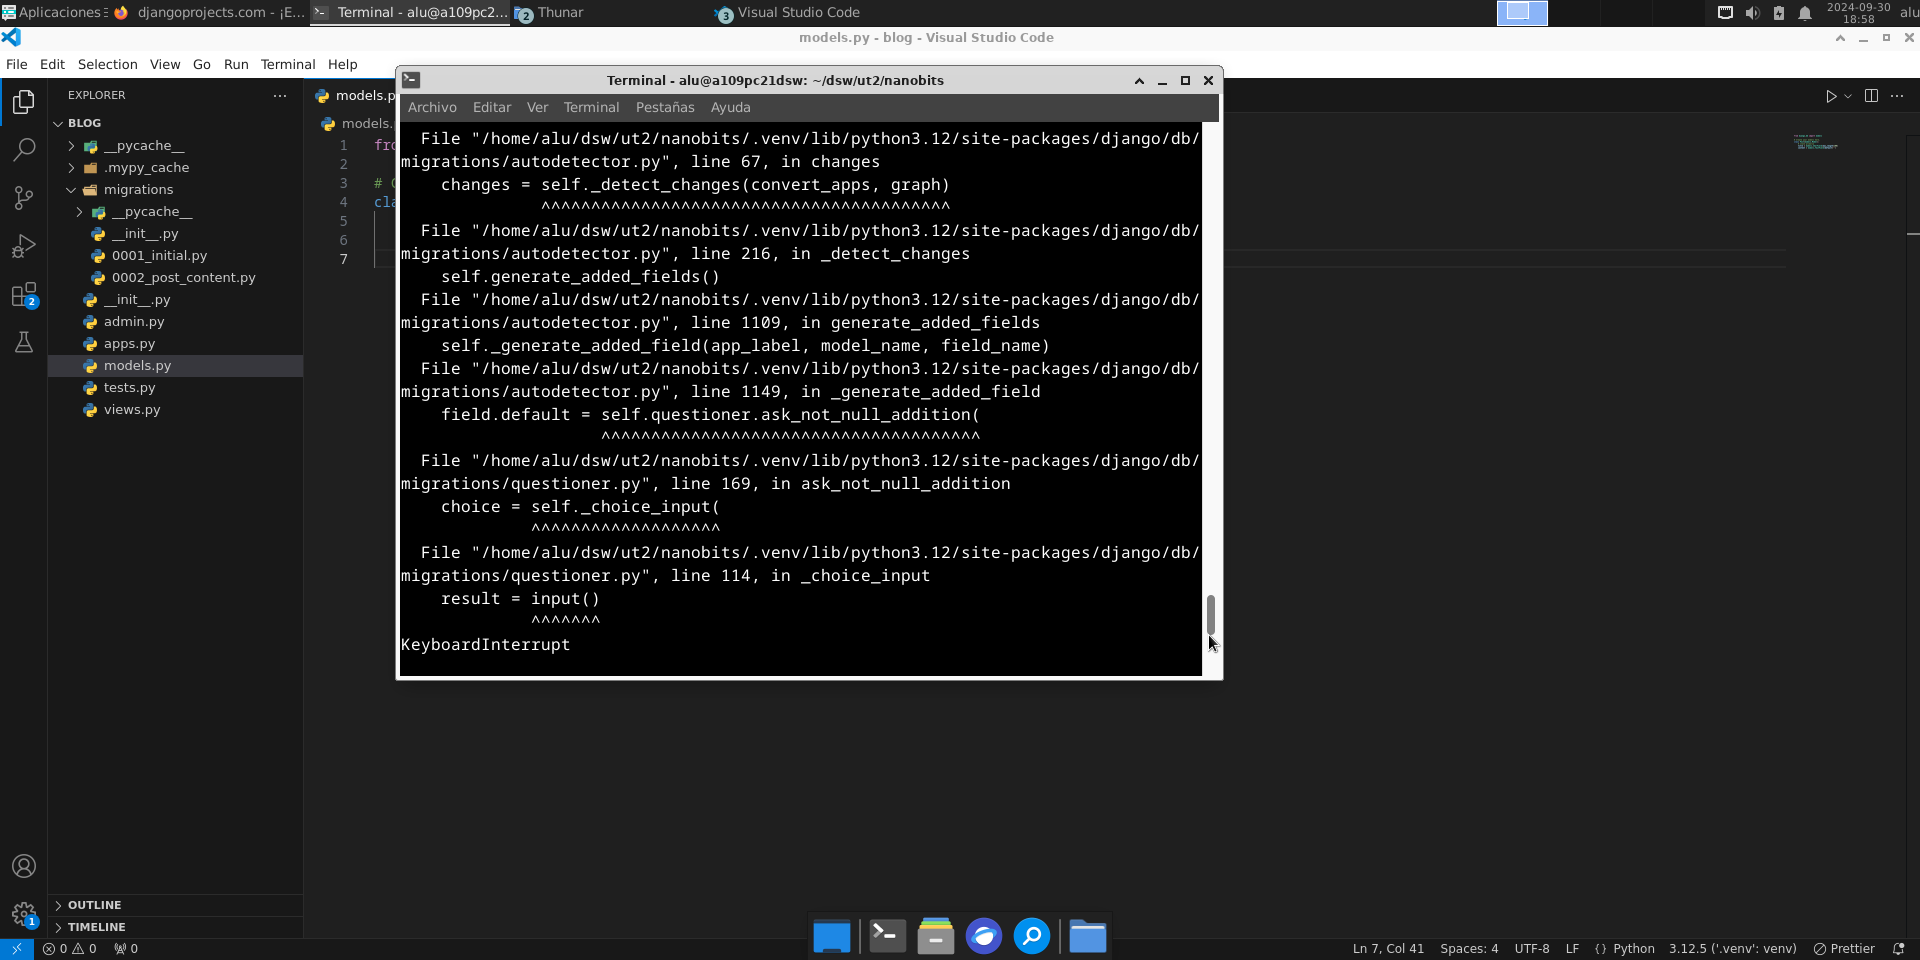 Aplicaciones
djangoprojects.com - ¡E...
Terminal - alu@a109pc2...
2
Thunar
3
Visual Studio Code
2024-09-30
18:58
alu
models.py - blog - Visual Studio Code
File Edit Selection View Go Run Terminal Help
EXPLORER
BLOG
__pycache__
.mypy_cache
migrations
__pycache__
__init__.py
0001_initial.py
0002_post_content.py
__init__.py
admin.py
apps.py
models.py
tests.py
views.py
OUTLINE
TIMELINE
2
1
models.p
models.
1 fro
2
3 # C
4 cla
5
6
7
Terminal - alu@a109pc21dsw: ~/dsw/ut2/nanobits
Archivo Editar Ver Terminal Pestañas Ayuda
File "/home/alu/dsw/ut2/nanobits/.venv/lib/python3.12/site-packages/django/db/
migrations/autodetector.py", line 67, in changes
changes = self._detect_changes(convert_apps, graph)
^^^^^^^^^^^^^^^^^^^^^^^^^^^^^^^^^^^^^^^^^
File "/home/alu/dsw/ut2/nanobits/.venv/lib/python3.12/site-packages/django/db/
migrations/autodetector.py", line 216, in _detect_changes
self.generate_added_fields()
File "/home/alu/dsw/ut2/nanobits/.venv/lib/python3.12/site-packages/django/db/
migrations/autodetector.py", line 1109, in generate_added_fields
self._generate_added_field(app_label, model_name, field_name)
File "/home/alu/dsw/ut2/nanobits/.venv/lib/python3.12/site-packages/django/db/
migrations/autodetector.py", line 1149, in _generate_added_field
field.default = self.questioner.ask_not_null_addition(
^^^^^^^^^^^^^^^^^^^^^^^^^^^^^^^^^^^^^^
File "/home/alu/dsw/ut2/nanobits/.venv/lib/python3.12/site-packages/django/db/
migrations/questioner.py", line 169, in ask_not_null_addition
choice = self._choice_input(
^^^^^^^^^^^^^^^^^^^
File "/home/alu/dsw/ut2/nanobits/.venv/lib/python3.12/site-packages/django/db/
migrations/questioner.py", line 114, in _choice_input
result = input()
^^^^^^^
KeyboardInterrupt
0 0 0
Ln 7, Col 41 Spaces: 4 UTF-8 LF { } Python 3.12.5 ('.venv': venv) Prettier